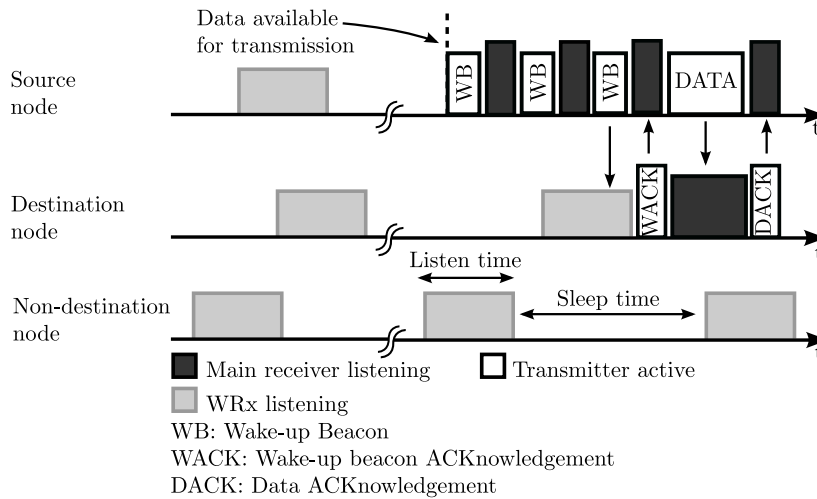 Data available
for transmission
Source
node
WB
WB
WB
DATA
t
Destination
node
WACK
DACK
t
Listen time
Non-destination
node
Sleep time
t
Main receiver listening
Transmitter active
WRx listening
WB: Wake-up Beacon
WACK: Wake-up beacon ACKnowledgement
DACK: Data ACKnowledgement